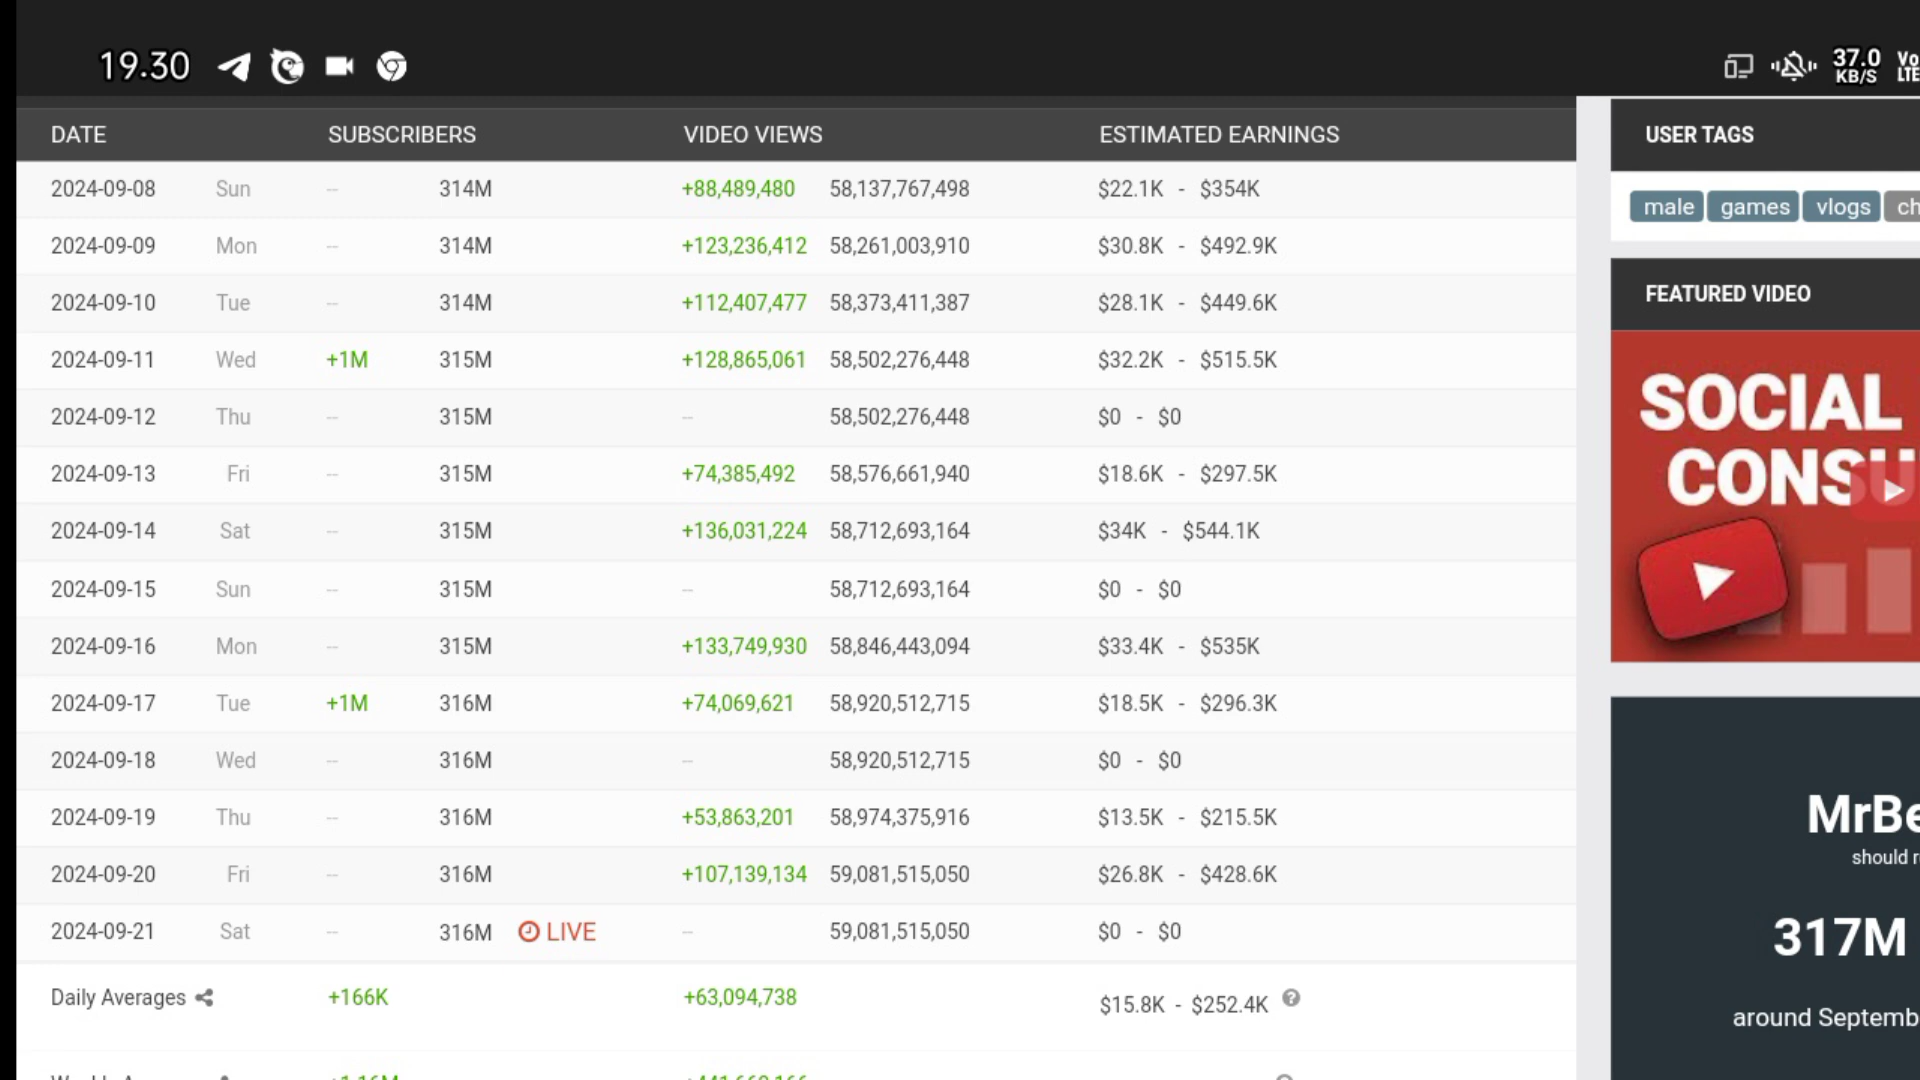 19.30 37.0 KB/S Vo LTE
DATE SUBSCRIBERS VIDEO VIEWS ESTIMATED EARNINGS
2024-09-08 Sun -- 314M +88,489,480 58,137,767,498 $22.1K - $354K
2024-09-09 Mon -- 314M +123,236,412 58,261,003,910 $30.8K - $492.9K
2024-09-10 Tue -- 314M +112,407,477 58,373,411,387 $28.1K - $449.6K
2024-09-11 Wed +1M 315M +128,865,061 58,502,276,448 $32.2K - $515.5K
2024-09-12 Thu -- 315M -- 58,502,276,448 $0 - $0
2024-09-13 Fri -- 315M +74,385,492 58,576,661,940 $18.6K - $297.5K
2024-09-14 Sat -- 315M +136,031,224 58,712,693,164 $34K - $544.1K
2024-09-15 Sun -- 315M -- 58,712,693,164 $0 - $0
2024-09-16 Mon -- 315M +133,749,930 58,846,443,094 $33.4K - $535K
2024-09-17 Tue +1M 316M +74,069,621 58,920,512,715 $18.5K - $296.3K
2024-09-18 Wed -- 316M -- 58,920,512,715 $0 - $0
2024-09-19 Thu -- 316M +53,863,201 58,974,375,916 $13.5K - $215.5K
2024-09-20 Fri -- 316M +107,139,134 59,081,515,050 $26.8K - $428.6K
2024-09-21 Sat -- 316M LIVE -- 59,081,515,050 $0 - $0
Daily Averages +166K +63,094,738 $15.8K - $252.4K
USER TAGS
male games vlogs ch
FEATURED VIDEO
SOCIAL
CONSU
MrBe
should r
317M
around Septemb